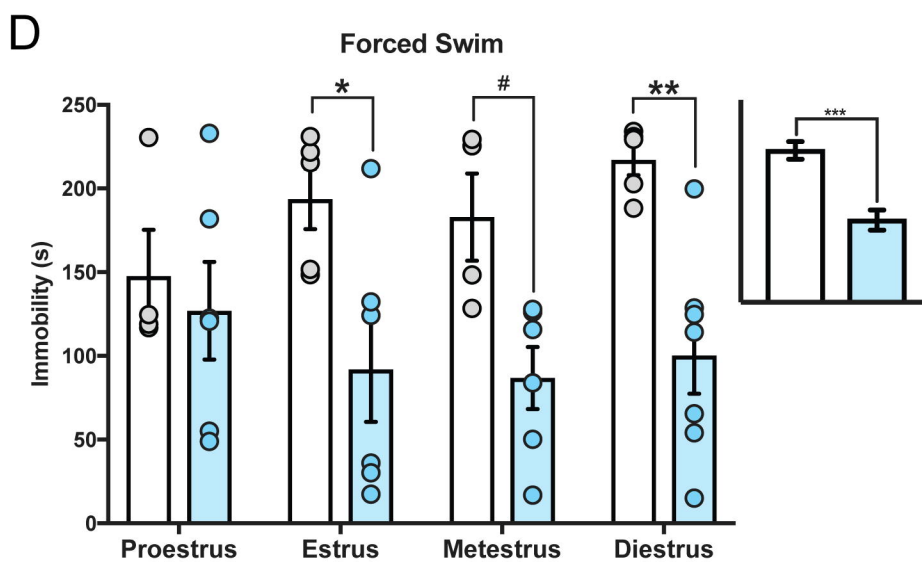 D
Forced Swim
* # ** ***
Immobility (s)
250
200
150
100
50
0
Proestrus Estrus Metestrus Diestrus